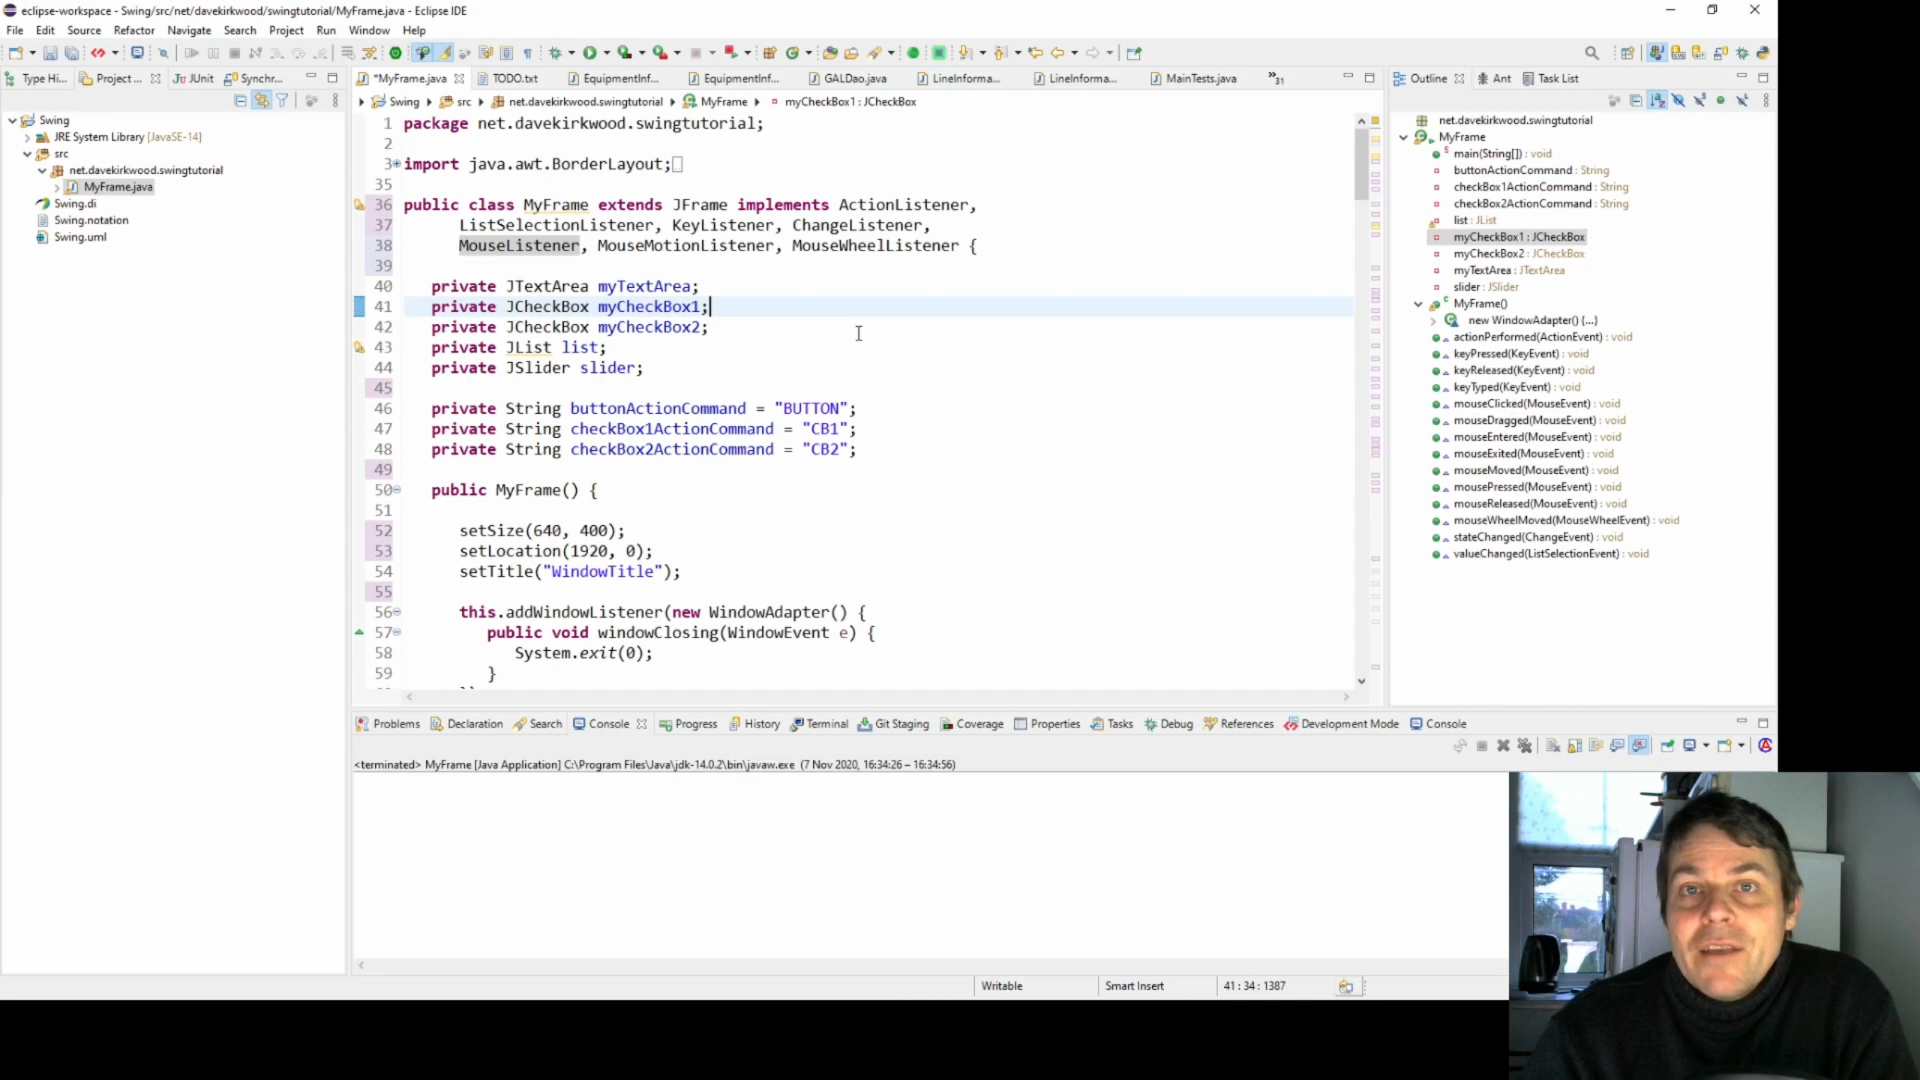 eclipse-workspace - Swing/src/net/davekirkwood/swingtutorial/MyFrame.java - Eclipse IDE
File Edit Source Refactor Navigate Search Project Run Window Help
Type Hi... Project ... JUnit Synchr...
*MyFrame.java TODO.txt EquipmentInf... EquipmentInf... GALDao.java LineInforma... LineInforma... MainTests.java 31
Outline Ant Task List
Swing src net.davekirkwood.swingtutorial MyFrame myCheckBox1 : JCheckBox
Swing
JRE System Library [JavaSE-14]
src
net.davekirkwood.swingtutorial
MyFrame.java
Swing.di
Swing.notation
Swing.uml
1 package net.davekirkwood.swingtutorial;
2
3 import java.awt.BorderLayout;
35
36 public class MyFrame extends JFrame implements ActionListener,
37 ListSelectionListener, KeyListener, ChangeListener,
38 MouseListener, MouseMotionListener, MouseWheelListener {
39
40 private JTextArea myTextArea;
41 private JCheckBox myCheckBox1;
42 private JCheckBox myCheckBox2;
43 private JList list;
44 private JSlider slider;
45
46 private String buttonActionCommand = "BUTTON";
47 private String checkBox1ActionCommand = "CB1";
48 private String checkBox2ActionCommand = "CB2";
49
50 public MyFrame() {
51
52 setSize(640, 400);
53 setLocation(1920, 0);
54 setTitle("WindowTitle");
55
56 this.addWindowListener(new WindowAdapter() {
57 public void windowClosing(WindowEvent e) {
58 System.exit(0);
59 }
net.davekirkwood.swingtutorial
MyFrame
main(String[]) : void
buttonActionCommand : String
checkBox1ActionCommand : String
checkBox2ActionCommand : String
list : JList
myCheckBox1 : JCheckBox
myCheckBox2 : JCheckBox
myTextArea : JTextArea
slider : JSlider
MyFrame()
new WindowAdapter() {...}
actionPerformed(ActionEvent) : void
keyPressed(KeyEvent) : void
keyReleased(KeyEvent) : void
keyTyped(KeyEvent) : void
mouseClicked(MouseEvent) : void
mouseDragged(MouseEvent) : void
mouseEntered(MouseEvent) : void
mouseExited(MouseEvent) : void
mouseMoved(MouseEvent) : void
mousePressed(MouseEvent) : void
mouseReleased(MouseEvent) : void
mouseWheelMoved(MouseWheelEvent) : void
stateChanged(ChangeEvent) : void
valueChanged(ListSelectionEvent) : void
Problems Declaration Search Console Progress History Terminal Git Staging Coverage Properties Tasks Debug References Development Mode Console
<terminated> MyFrame [Java Application] C:\Program Files\Java\jdk-14.0.2\bin\javaw.exe (7 Nov 2020, 16:34:26 – 16:34:56)
Writable Smart Insert 41 : 34 : 1387